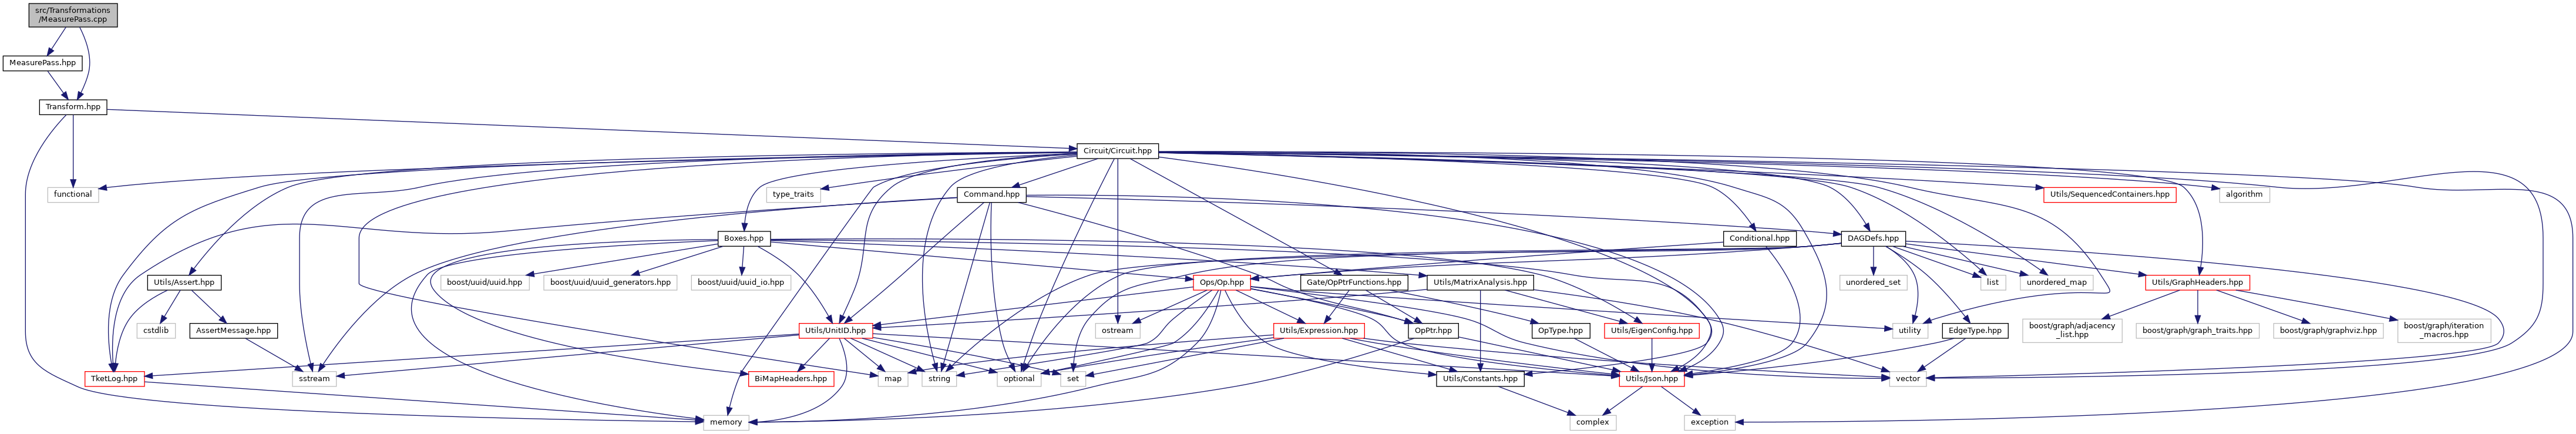 src/Transformations
/MeasurePass.cpp
MeasurePass.hpp
Transform.hpp
Circuit/Circuit.hpp
functional
type_traits
Command.hpp
Utils/SequencedContainers.hpp
algorithm
Boxes.hpp
Conditional.hpp
DAGDefs.hpp
Utils/Assert.hpp
boost/uuid/uuid.hpp
boost/uuid/uuid_generators.hpp
boost/uuid/uuid_io.hpp
Ops/Op.hpp
Gate/OpPtrFunctions.hpp
Utils/MatrixAnalysis.hpp
unordered_set
list
unordered_map
Utils/GraphHeaders.hpp
cstdlib
AssertMessage.hpp
Utils/UnitID.hpp
ostream
Utils/Expression.hpp
OpPtr.hpp
OpType.hpp
Utils/EigenConfig.hpp
utility
EdgeType.hpp
boost/graph/adjacency
_list.hpp
boost/graph/graph_traits.hpp
boost/graph/graphviz.hpp
boost/graph/iteration
_macros.hpp
TketLog.hpp
sstream
BiMapHeaders.hpp
map
string
optional
set
Utils/Constants.hpp
Utils/Json.hpp
vector
memory
complex
exception